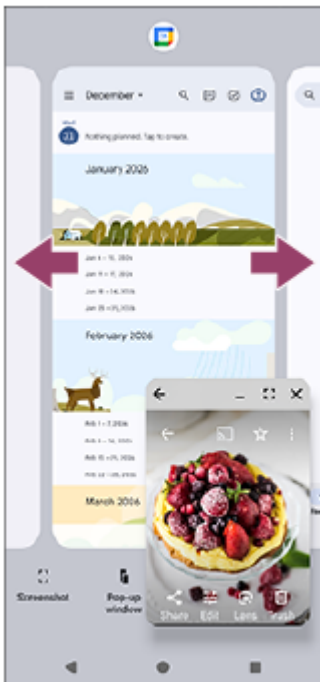 December
Nothing planned. Tap to create.
January 2026
Jan 4 – 10, 2026
Jan 11 – 17, 2026
Jan 18 – 24, 2026
Jan 25 – 31, 2026
February 2026
Feb 1 – 7, 2026
Feb 8 – 14, 2026
Feb 15 – 21, 2026
Feb 22 – 28, 2026
March 2026
Share Edit Lens Trash
Screenshot
Pop-up
window